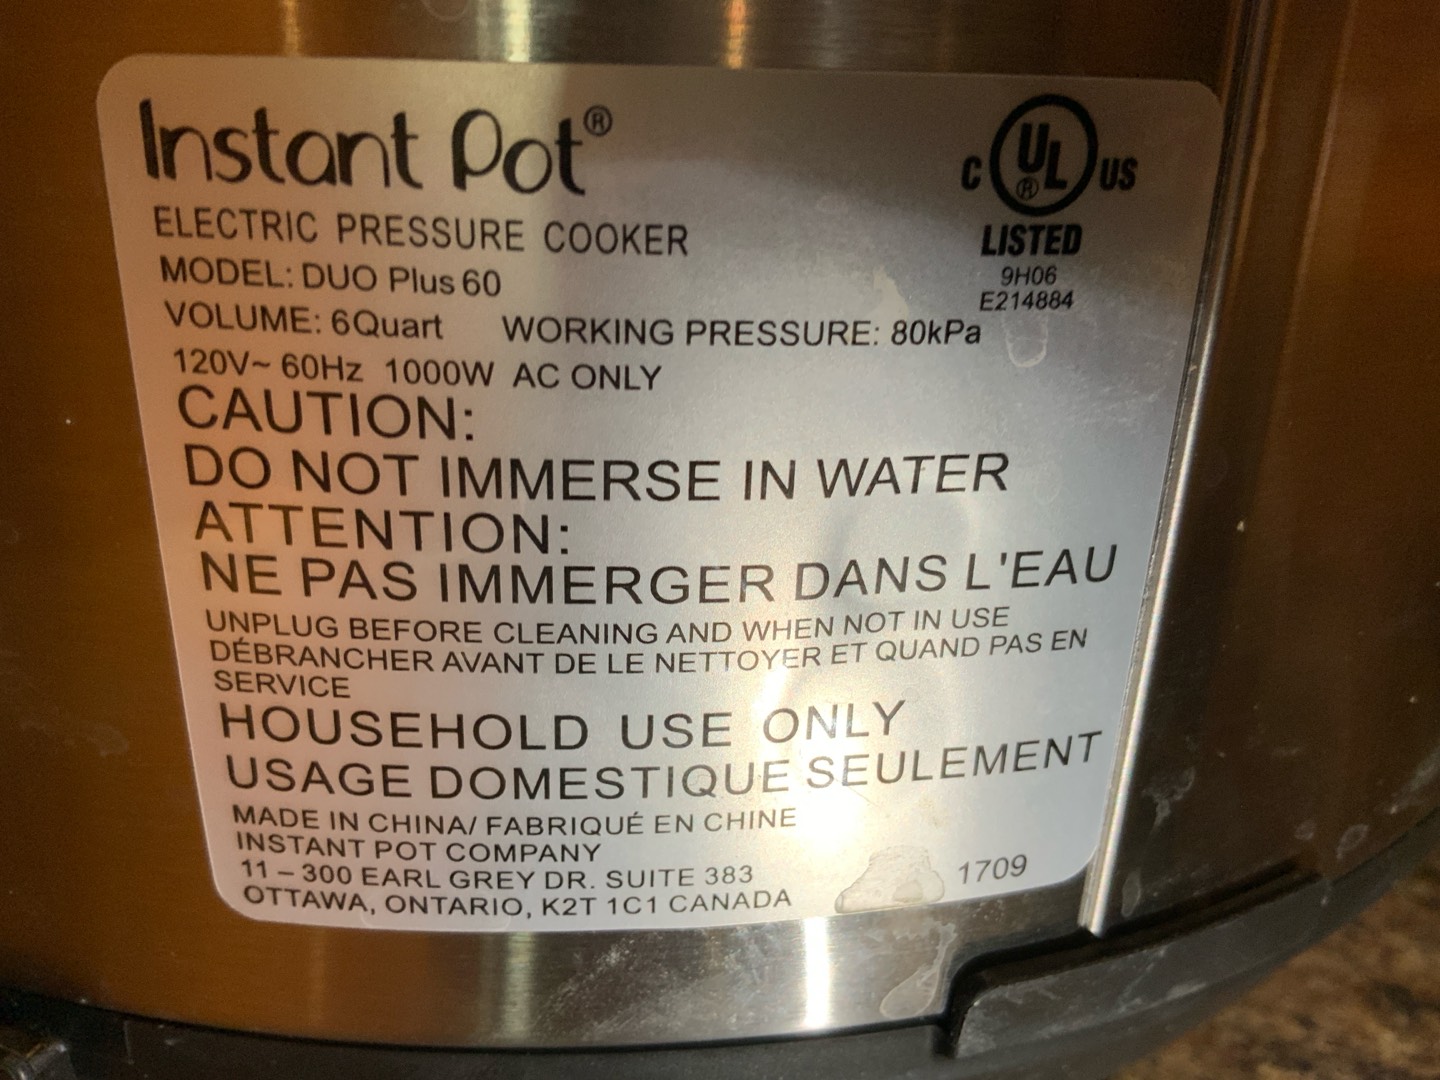 Instant Pot®
C UL® US
LISTED
9H06
E214884
ELECTRIC PRESSURE COOKER
MODEL: DUO Plus 60
VOLUME: 6Quart WORKING PRESSURE: 80kPa
120V~ 60Hz 1000W AC ONLY
CAUTION:
DO NOT IMMERSE IN WATER
ATTENTION:
NE PAS IMMERGER DANS L'EAU
UNPLUG BEFORE CLEANING AND WHEN NOT IN USE
DÉBRANCHER AVANT DE LE NETTOYER ET QUAND PAS EN
SERVICE
HOUSEHOLD USE ONLY
USAGE DOMESTIQUE SEULEMENT
MADE IN CHINA/ FABRIQUÉ EN CHINE
INSTANT POT COMPANY
11 – 300 EARL GREY DR. SUITE 383
OTTAWA, ONTARIO, K2T 1C1 CANADA
1709